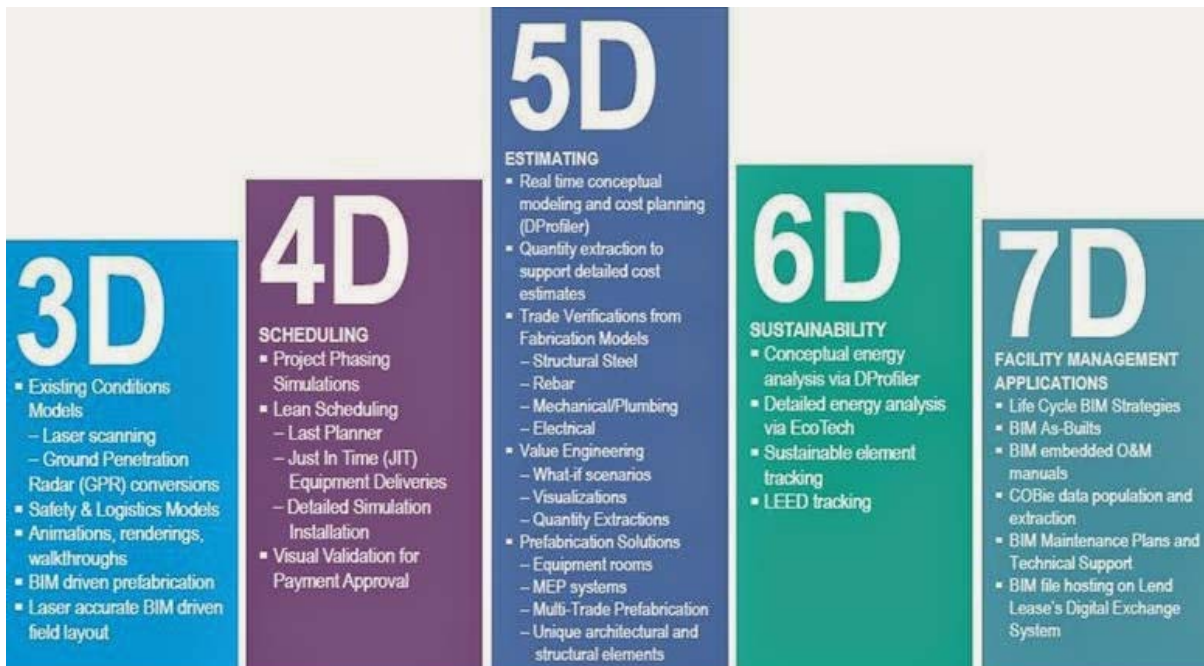 3D
▪ Existing Conditions
Models
– Laser scanning
– Ground Penetration
Radar (GPR) conversions
▪ Safety & Logistics Models
▪ Animations, renderings,
walkthroughs
▪ BIM driven prefabrication
▪ Laser accurate BIM driven
field layout
4D
SCHEDULING
▪ Project Phasing
Simulations
▪ Lean Scheduling
– Last Planner
– Just In Time (JIT)
Equipment Deliveries
– Detailed Simulation
Installation
▪ Visual Validation for
Payment Approval
5D
ESTIMATING
▪ Real time conceptual
modeling and cost planning
(DProfiler)
▪ Quantity extraction to
support detailed cost
estimates
▪ Trade Verifications from
Fabrication Models
– Structural Steel
– Rebar
– Mechanical/Plumbing
– Electrical
▪ Value Engineering
– What-if scenarios
– Visualizations
– Quantity Extractions
▪ Prefabrication Solutions
– Equipment rooms
– MEP systems
– Multi-Trade Prefabrication
– Unique architectural and
structural elements
6D
SUSTAINABILITY
▪ Conceptual energy
analysis via DProfiler
▪ Detailed energy analysis
via EcoTech
▪ Sustainable element
tracking
▪ LEED tracking
7D
FACILITY MANAGEMENT
APPLICATIONS
▪ Life Cycle BIM Strategies
▪ BIM As-Builts
▪ BIM embedded O&M
manuals
▪ COBie data population and
extraction
▪ BIM Maintenance Plans and
Technical Support
▪ BIM file hosting on Lend
Lease's Digital Exchange
System